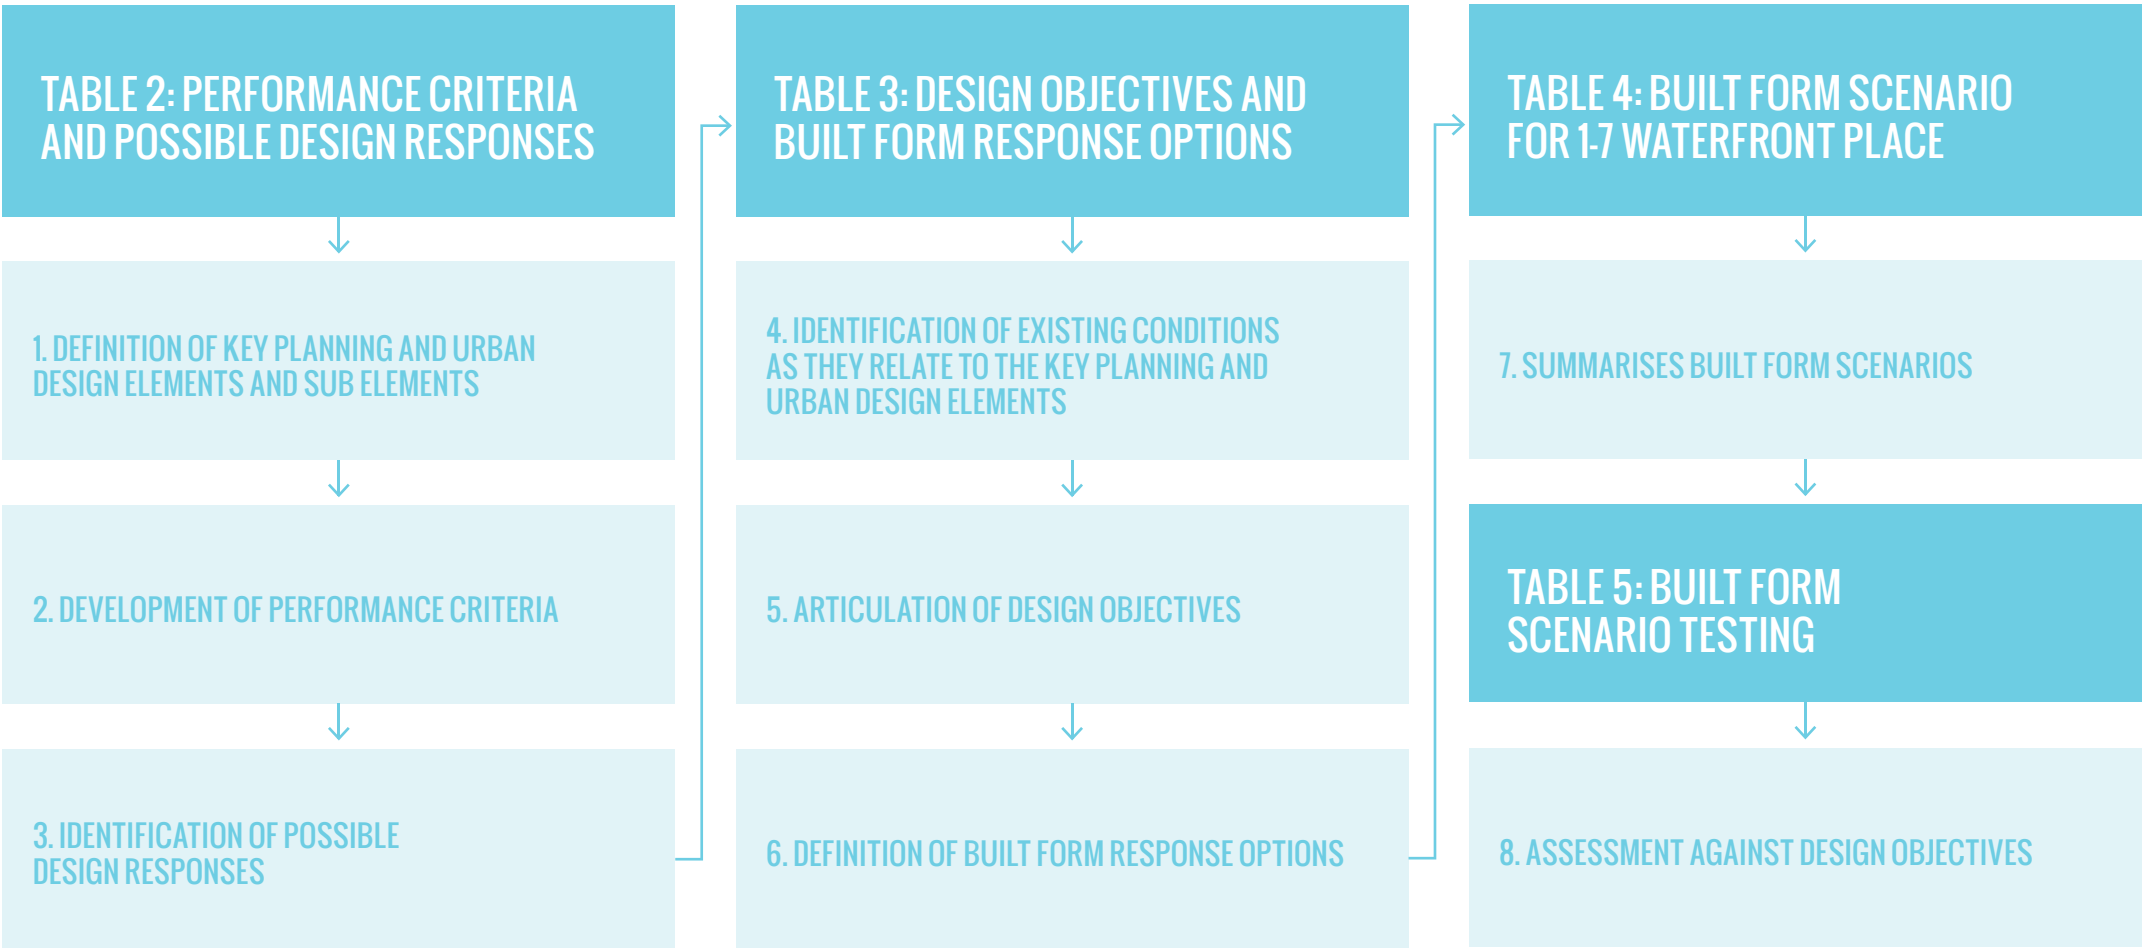 TABLE 2: PERFORMANCE CRITERIA
AND POSSIBLE DESIGN RESPONSES
1. DEFINITION OF KEY PLANNING AND URBAN
DESIGN ELEMENTS AND SUB ELEMENTS
2. DEVELOPMENT OF PERFORMANCE CRITERIA
3. IDENTIFICATION OF POSSIBLE
DESIGN RESPONSES
TABLE 3: DESIGN OBJECTIVES AND
BUILT FORM RESPONSE OPTIONS
4. IDENTIFICATION OF EXISTING CONDITIONS
AS THEY RELATE TO THE KEY PLANNING AND
URBAN DESIGN ELEMENTS
5. ARTICULATION OF DESIGN OBJECTIVES
6. DEFINITION OF BUILT FORM RESPONSE OPTIONS
TABLE 4: BUILT FORM SCENARIO
FOR 1-7 WATERFRONT PLACE
7. SUMMARISES BUILT FORM SCENARIOS
TABLE 5: BUILT FORM
SCENARIO TESTING
8. ASSESSMENT AGAINST DESIGN OBJECTIVES